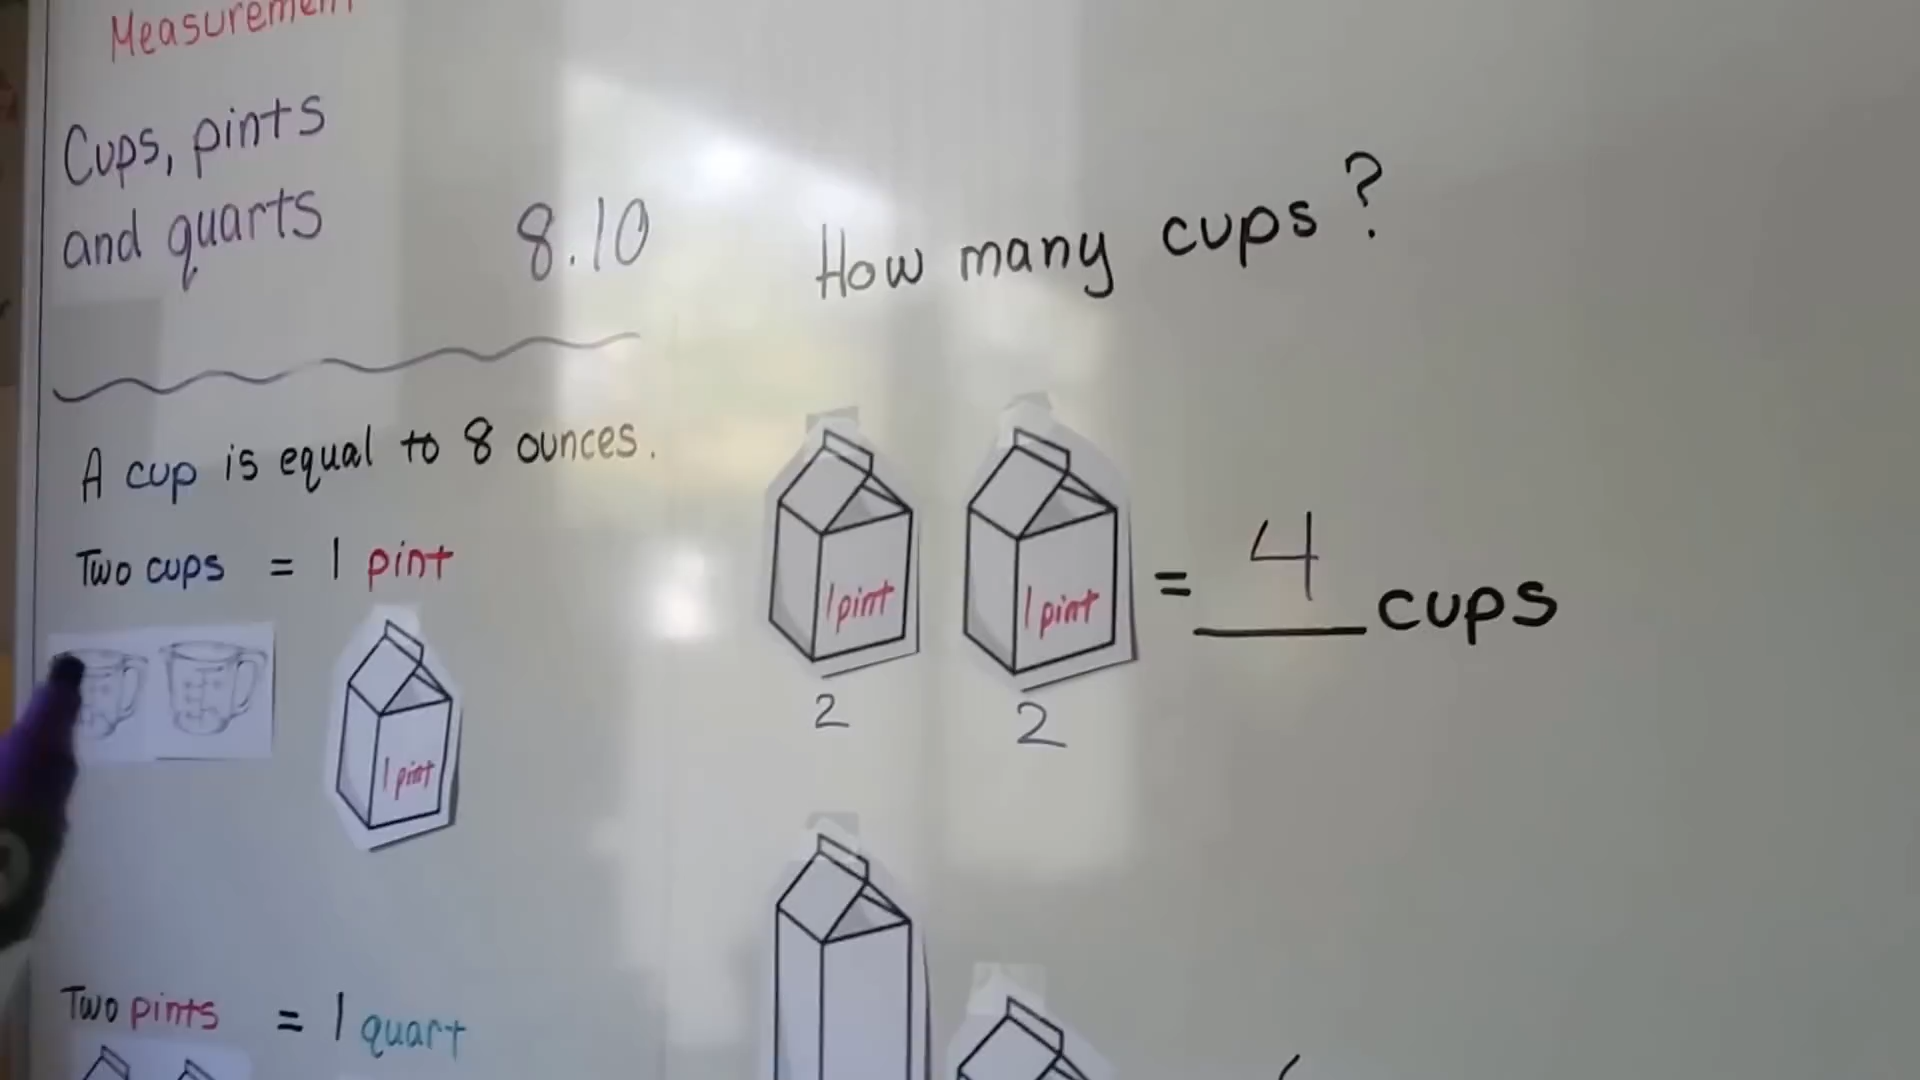 Measurement
Cups, pints
and quarts
8.10
A cup is equal to 8 ounces.
Two cups = 1 pint
1 pint
Two pints = 1 quart
How many cups?
1 pint 1 pint = 4 cups
2 2